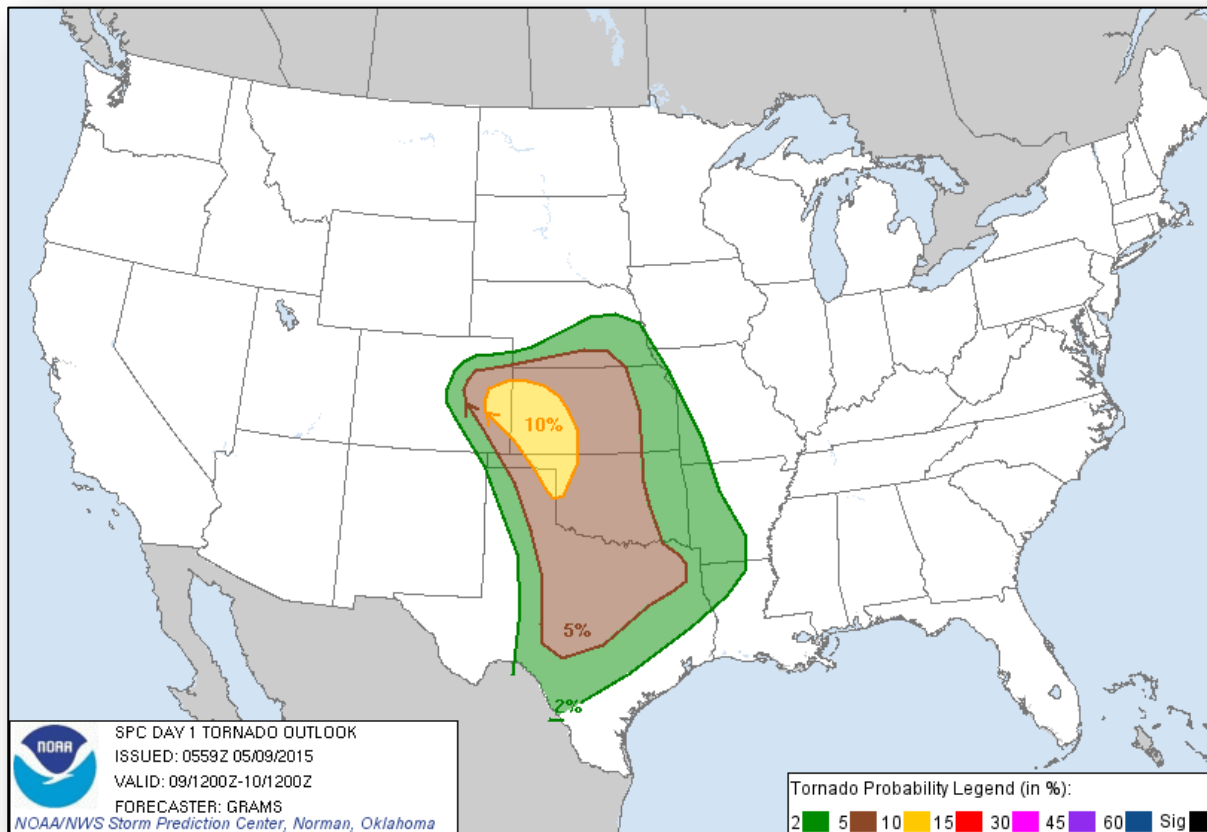 10%
5%
2%
NOAA
SPC DAY 1 TORNADO OUTLOOK
ISSUED: 0559Z 05/09/2015
VALID: 09/1200Z-10/1200Z
FORECASTER: GRAMS
NOAA/NWS Storm Prediction Center, Norman, Oklahoma
Tornado Probability Legend (in %):
2 5 10 15 30 45 60 Sig